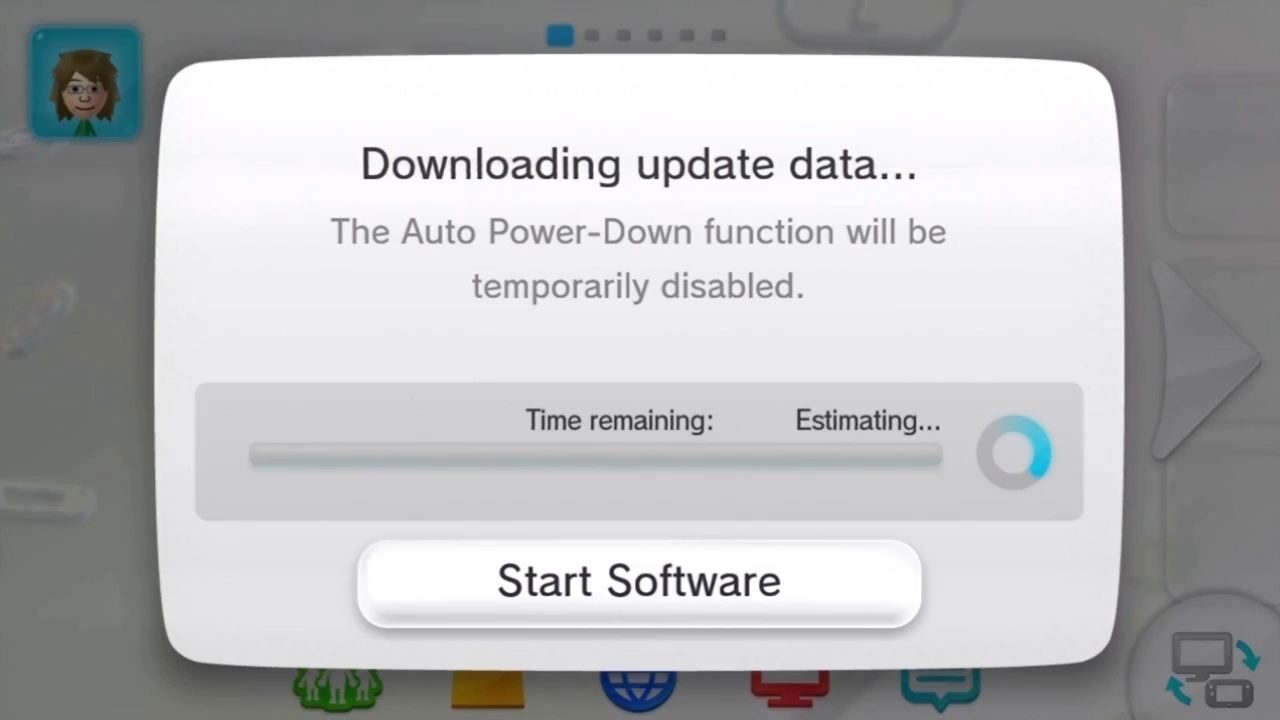 Downloading update data...
The Auto Power-Down function will be
temporarily disabled.
Time remaining: Estimating...
Start Software